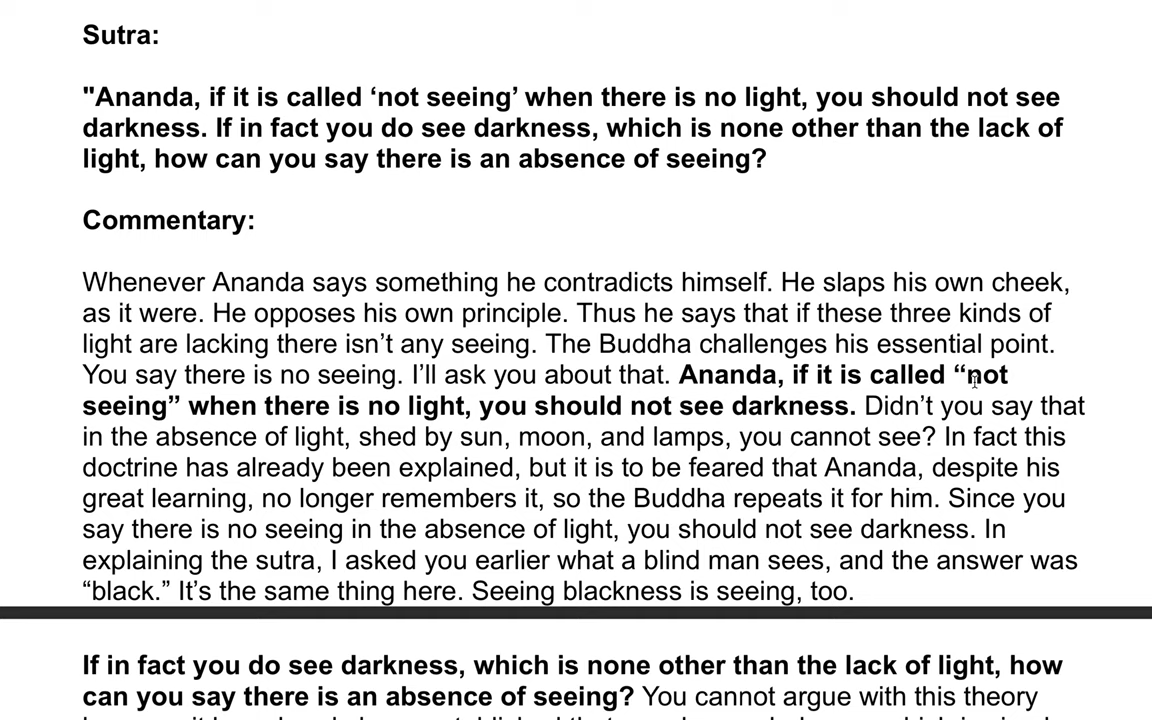 Sutra:
"Ananda, if it is called ‘not seeing’ when there is no light, you should not see
darkness. If in fact you do see darkness, which is none other than the lack of
light, how can you say there is an absence of seeing?
Commentary:
Whenever Ananda says something he contradicts himself. He slaps his own cheek,
as it were. He opposes his own principle. Thus he says that if these three kinds of
light are lacking there isn’t any seeing. The Buddha challenges his essential point.
You say there is no seeing. I’ll ask you about that. Ananda, if it is called “not
seeing” when there is no light, you should not see darkness. Didn’t you say that
in the absence of light, shed by sun, moon, and lamps, you cannot see? In fact this
doctrine has already been explained, but it is to be feared that Ananda, despite his
great learning, no longer remembers it, so the Buddha repeats it for him. Since you
say there is no seeing in the absence of light, you should not see darkness. In
explaining the sutra, I asked you earlier what a blind man sees, and the answer was
“black.” It’s the same thing here. Seeing blackness is seeing, too.
If in fact you do see darkness, which is none other than the lack of light, how
can you say there is an absence of seeing? You cannot argue with this theory